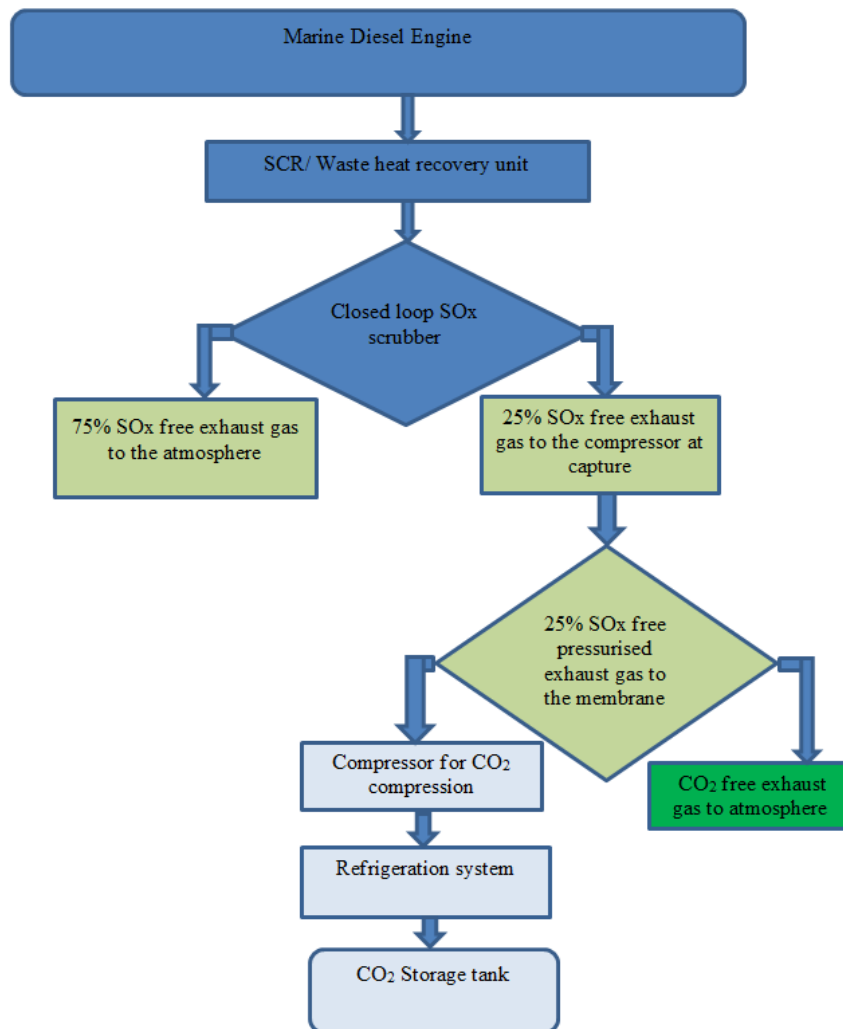 Marine Diesel Engine
SCR/ Waste heat recovery unit
Closed loop SOx
scrubber
75% SOx free exhaust gas
to the atmosphere
25% SOx free exhaust
gas to the compressor at
capture
25% SOx free
pressurised
exhaust gas to
the membrane
Compressor for CO₂
compression
CO₂ free exhaust
gas to atmosphere
Refrigeration system
CO₂ Storage tank